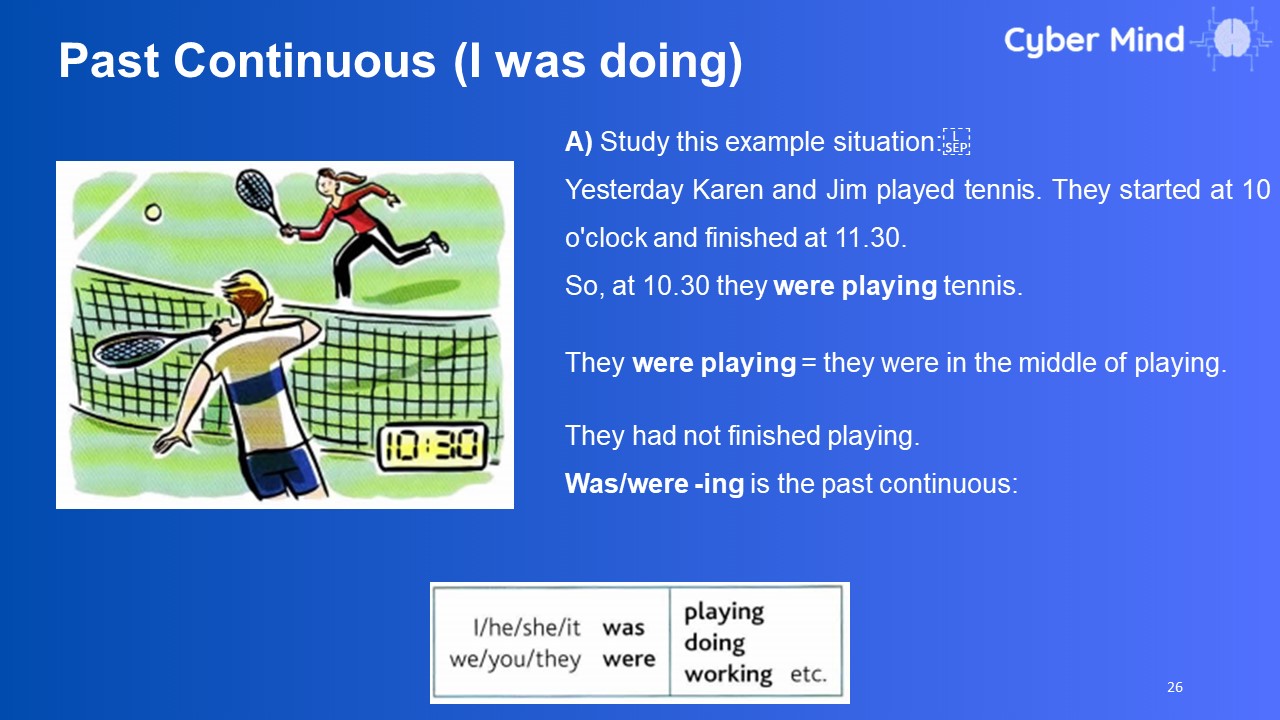 Past Continuous (I was doing)
Cyber Mind
A) Study this example situation:
L SEP
Yesterday Karen and Jim played tennis. They started at 10
o'clock and finished at 11.30.
So, at 10.30 they were playing tennis.
They were playing = they were in the middle of playing.
They had not finished playing.
Was/were -ing is the past continuous:
10:30
I/he/she/it was
we/you/they were
playing
doing
working etc.
26